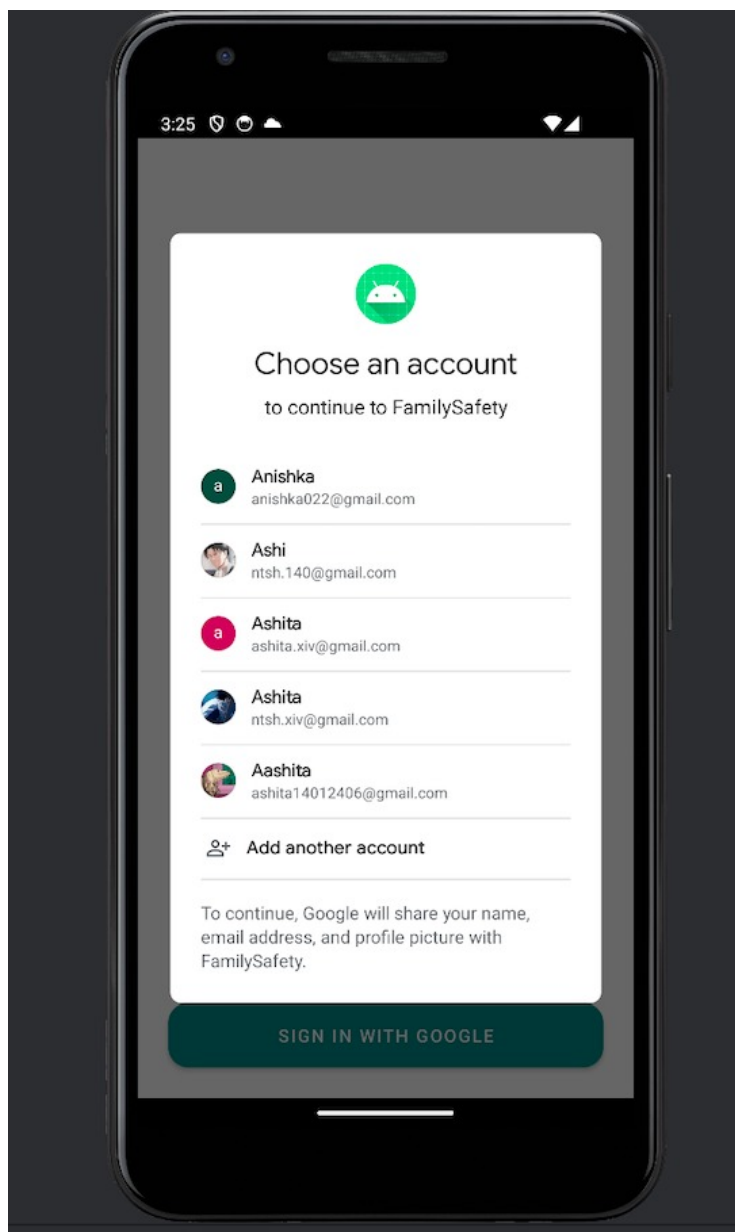 3:25
Choose an account
to continue to FamilySafety
a
Anishka
anishka022@gmail.com
Ashi
ntsh.140@gmail.com
a
Ashita
ashita.xiv@gmail.com
Ashita
ntsh.xiv@gmail.com
Aashita
ashita14012406@gmail.com
Add another account
To continue, Google will share your name,
email address, and profile picture with
FamilySafety.
SIGN IN WITH GOOGLE